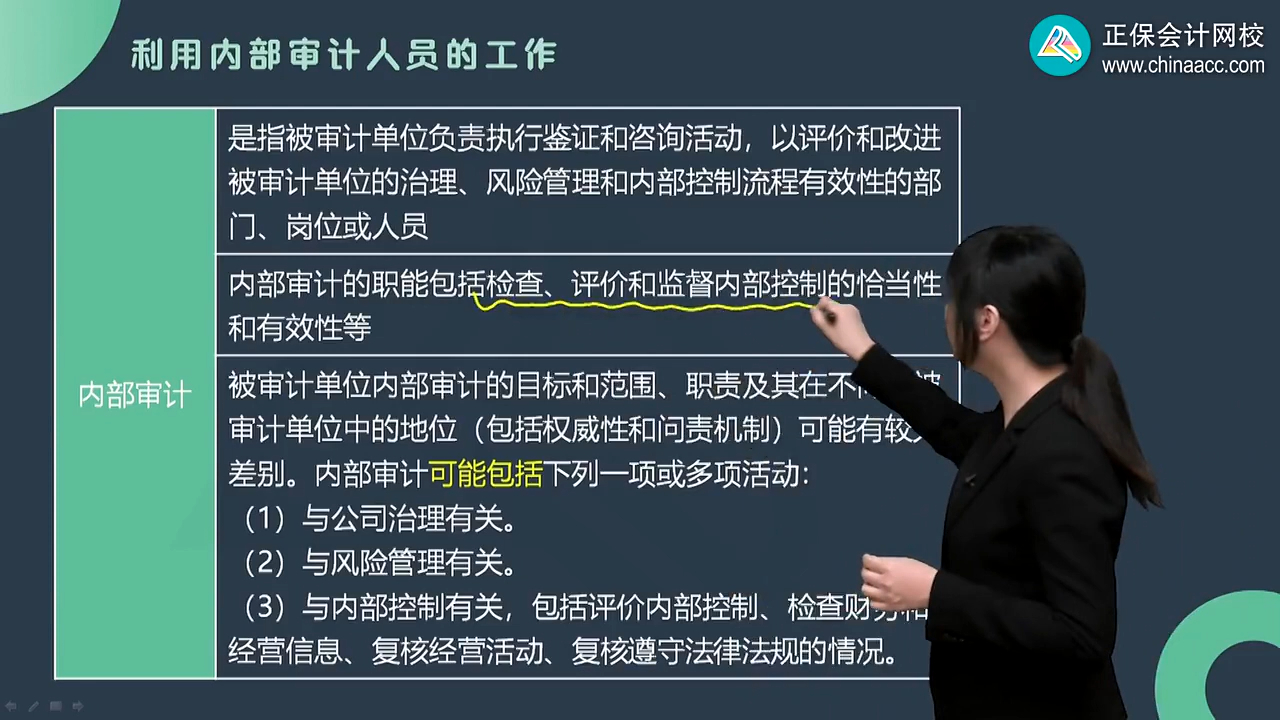 利用内部审计人员的工作
正保会计网校
www.chinaacc.com
内部审计
是指被审计单位负责执行鉴证和咨询活动，以评价和改进
被审计单位的治理、风险管理和内部控制流程有效性的部
门、岗位或人员
内部审计的职能包括检查、评价和监督内部控制的恰当性
和有效性等
被审计单位内部审计的目标和范围、职责及其在不
审计单位中的地位（包括权威性和问责机制）可能有较
差别。内部审计可能包括下列一项或多项活动：
（1）与公司治理有关。
（2）与风险管理有关。
（3）与内部控制有关，包括评价内部控制、检查财
经营信息、复核经营活动、复核遵守法律法规的情况。